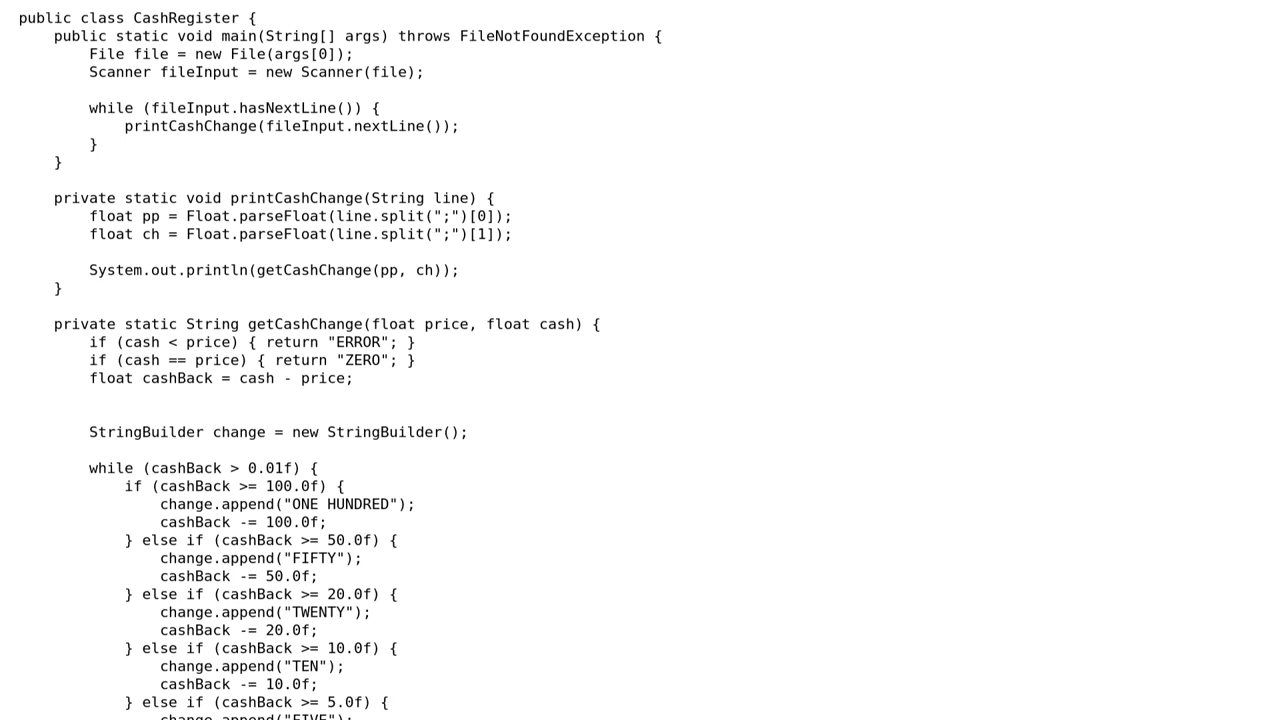 public class CashRegister {
    public static void main(String[] args) throws FileNotFoundException {
        File file = new File(args[0]);
        Scanner fileInput = new Scanner(file);

        while (fileInput.hasNextLine()) {
            printCashChange(fileInput.nextLine());
        }
    }

    private static void printCashChange(String line) {
        float pp = Float.parseFloat(line.split(";")[0]);
        float ch = Float.parseFloat(line.split(";")[1]);

        System.out.println(getCashChange(pp, ch));
    }

    private static String getCashChange(float price, float cash) {
        if (cash < price) { return "ERROR"; }
        if (cash == price) { return "ZERO"; }
        float cashBack = cash - price;


        StringBuilder change = new StringBuilder();

        while (cashBack > 0.01f) {
            if (cashBack >= 100.0f) {
                change.append("ONE HUNDRED");
                cashBack -= 100.0f;
            } else if (cashBack >= 50.0f) {
                change.append("FIFTY");
                cashBack -= 50.0f;
            } else if (cashBack >= 20.0f) {
                change.append("TWENTY");
                cashBack -= 20.0f;
            } else if (cashBack >= 10.0f) {
                change.append("TEN");
                cashBack -= 10.0f;
            } else if (cashBack >= 5.0f) {
                change.append("FIVE");